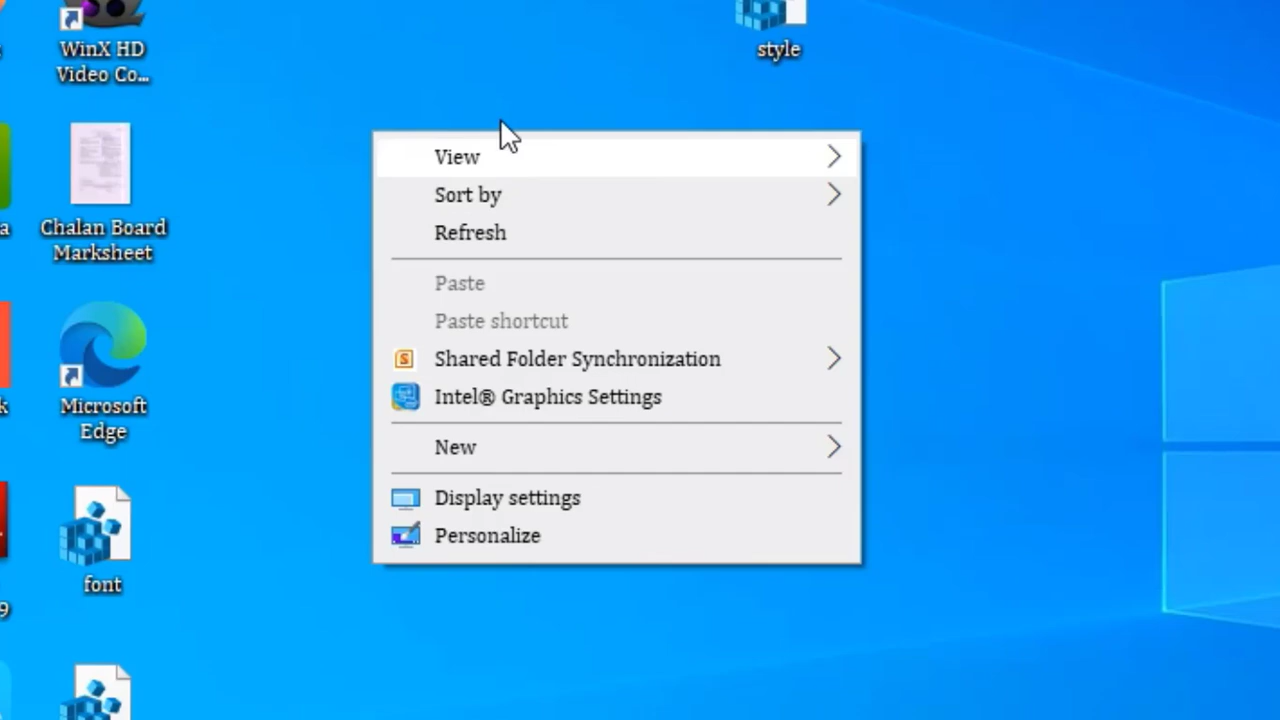 WinX HD
Video Co...
style
View
Sort by
Refresh
Chalan Board
Marksheet
Paste
Paste shortcut
Shared Folder Synchronization
Intel® Graphics Settings
Microsoft
Edge
New
Display settings
Personalize
font